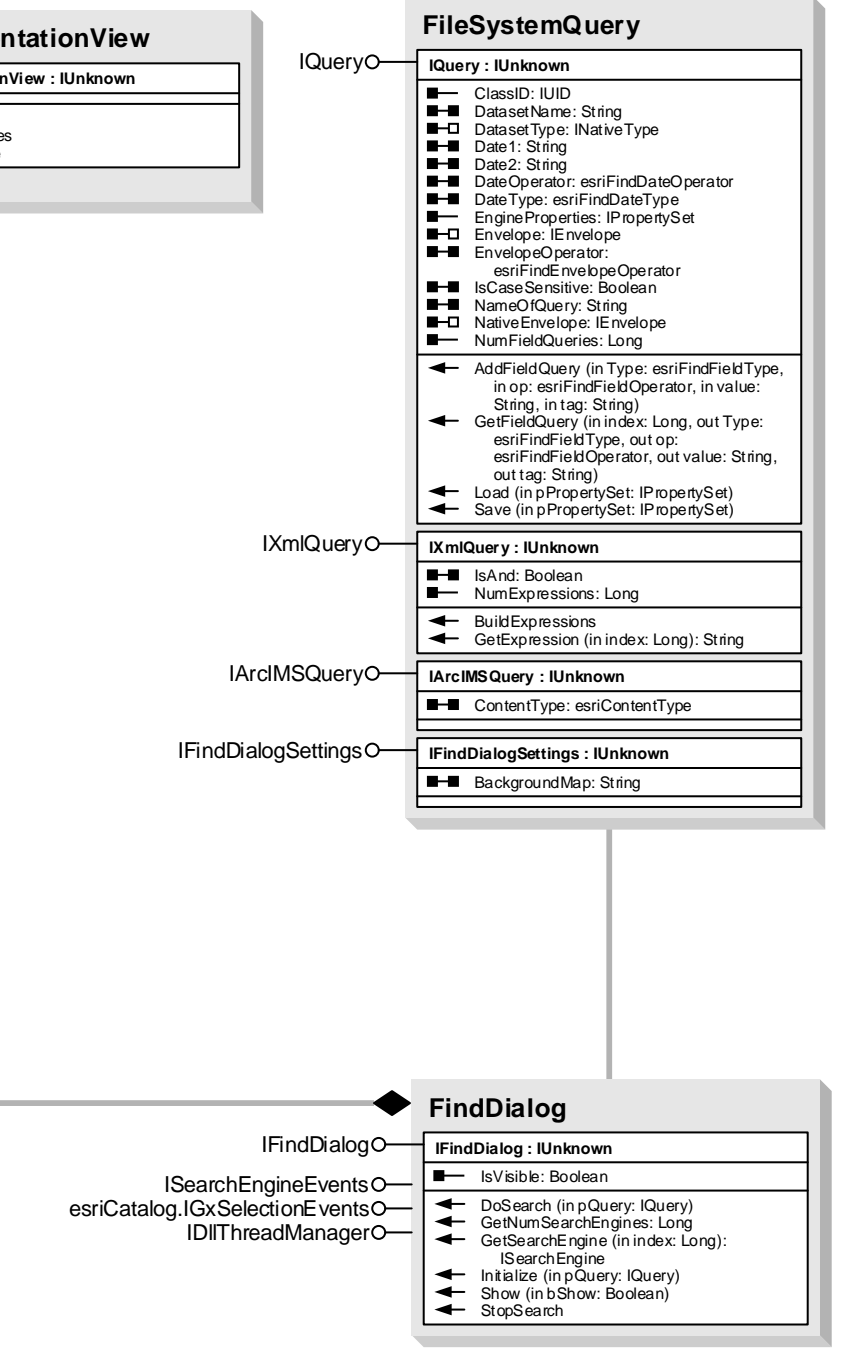 ntationView
nView : IUnknown
es
FileSystemQuery
IQuery
IQuery : IUnknown
ClassID: IUID
DatasetName: String
DatasetType: INativeType
Date1: String
Date2: String
DateOperator: esriFindDateOperator
DateType: esriFindDateType
EngineProperties: IPropertySet
Envelope: IEnvelope
EnvelopeOperator:
esriFindEnvelopeOperator
IsCaseSensitive: Boolean
NameOfQuery: String
NativeEnvelope: IEnvelope
NumFieldQueries: Long
AddFieldQuery (in Type: esriFindFieldType,
in op: esriFindFieldOperator, in value:
String, in tag: String)
GetFieldQuery (in index: Long, out Type:
esriFindFieldType, out op:
esriFindFieldOperator, out value: String,
out tag: String)
Load (in pPropertySet: IPropertySet)
Save (in pPropertySet: IPropertySet)
IXmlQuery
IXmlQuery : IUnknown
IsAnd: Boolean
NumExpressions: Long
BuildExpressions
GetExpression (in index: Long): String
IArcIMSQuery
IArcIMSQuery : IUnknown
ContentType: esriContentType
IFindDialogSettings
IFindDialogSettings : IUnknown
BackgroundMap: String
FindDialog
IFindDialog
IFindDialog : IUnknown
IsVisible: Boolean
ISearchEngineEvents
esriCatalog.IGxSelectionEvents
IDllThreadManager
DoSearch (in pQuery: IQuery)
GetNumSearchEngines: Long
GetSearchEngine (in index: Long):
ISearchEngine
Initialize (in pQuery: IQuery)
Show (in bShow: Boolean)
StopSearch